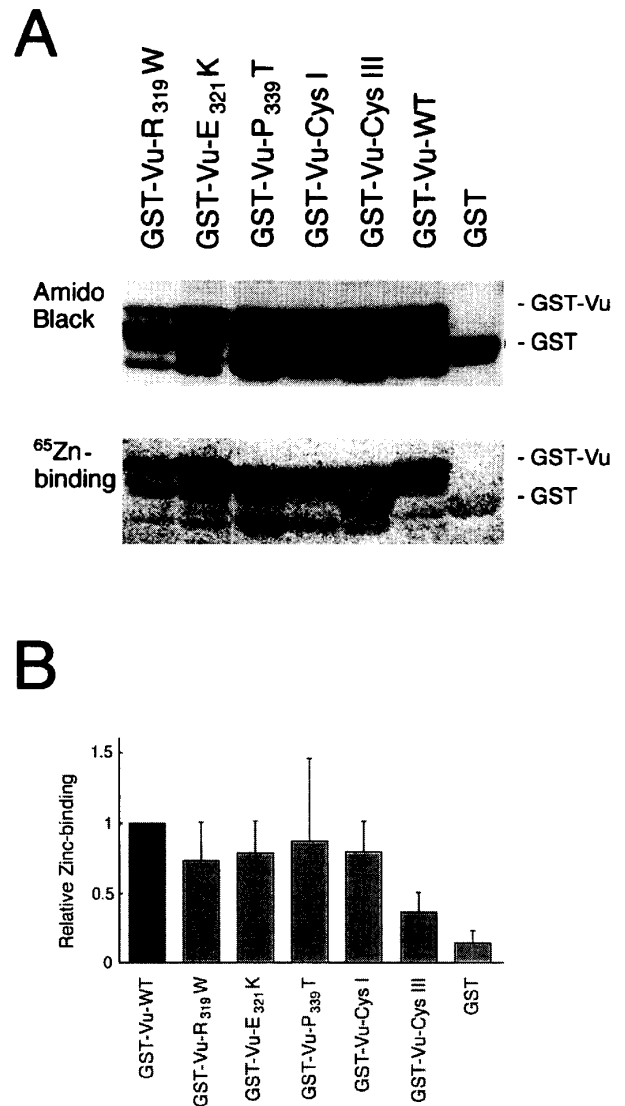 A
GST-Vu-R319W
GST-Vu-E321K
GST-Vu-P339T
GST-Vu-Cys I
GST-Vu-Cys III
GST-Vu-WT
GST
Amido
Black
- GST-Vu
- GST
65Zn-
binding
- GST-Vu
- GST
B
Relative Zinc-binding
1.5
1
0.5
0
GST-Vu-WT
GST-Vu-R319W
GST-Vu-E321K
GST-Vu-P339T
GST-Vu-Cys I
GST-Vu-Cys III
GST